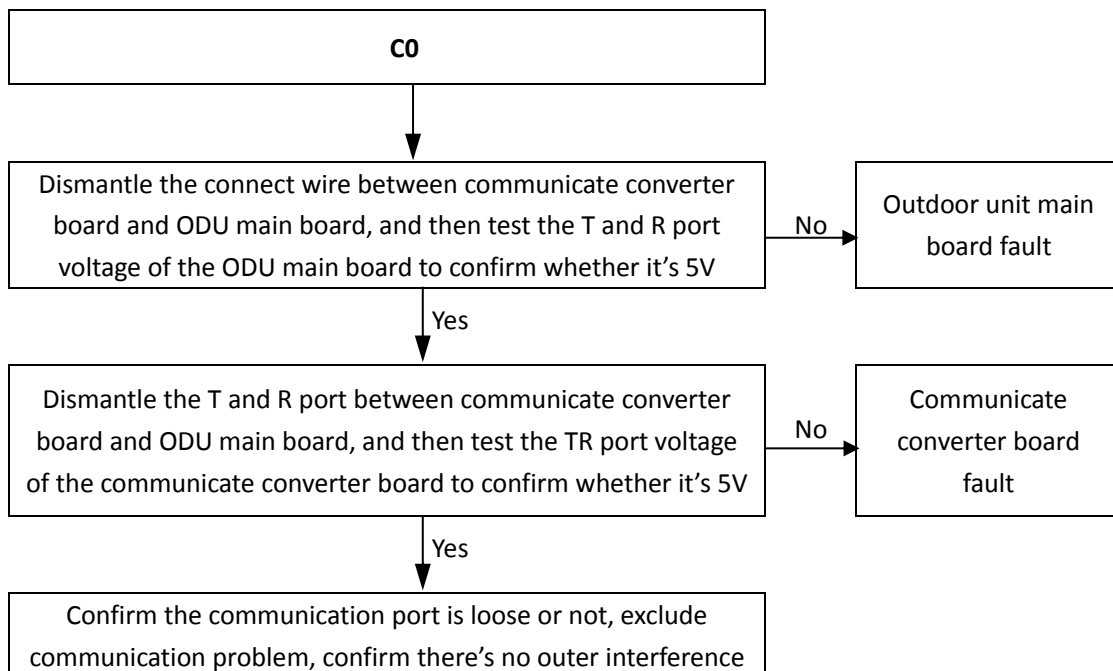 C0
Dismantle the connect wire between communicate converter
board and ODU main board, and then test the T and R port
voltage of the ODU main board to confirm whether it’s 5V
No
Outdoor unit main
board fault
Yes
Dismantle the T and R port between communicate converter
board and ODU main board, and then test the TR port voltage
of the communicate converter board to confirm whether it’s 5V
No
Communicate
converter board
fault
Yes
Confirm the communication port is loose or not, exclude
communication problem, confirm there’s no outer interference